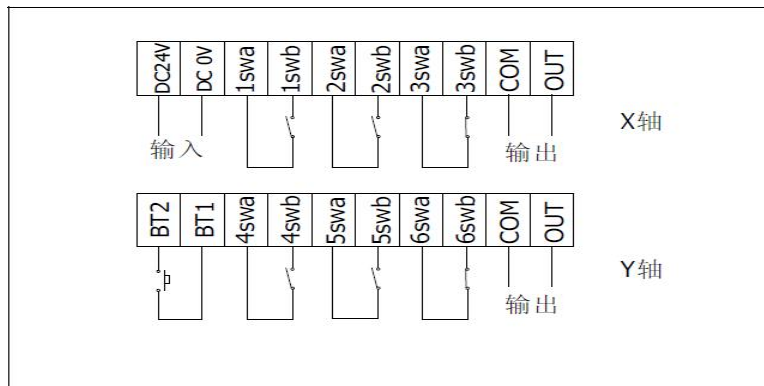 DC24V DC 0V 1swa 1swb 2swa 2swb 3swa 3swb COM OUT
输入 输出 X轴
BT2 BT1 4swa 4swb 5swa 5swb 6swa 6swb COM OUT
输出 Y轴